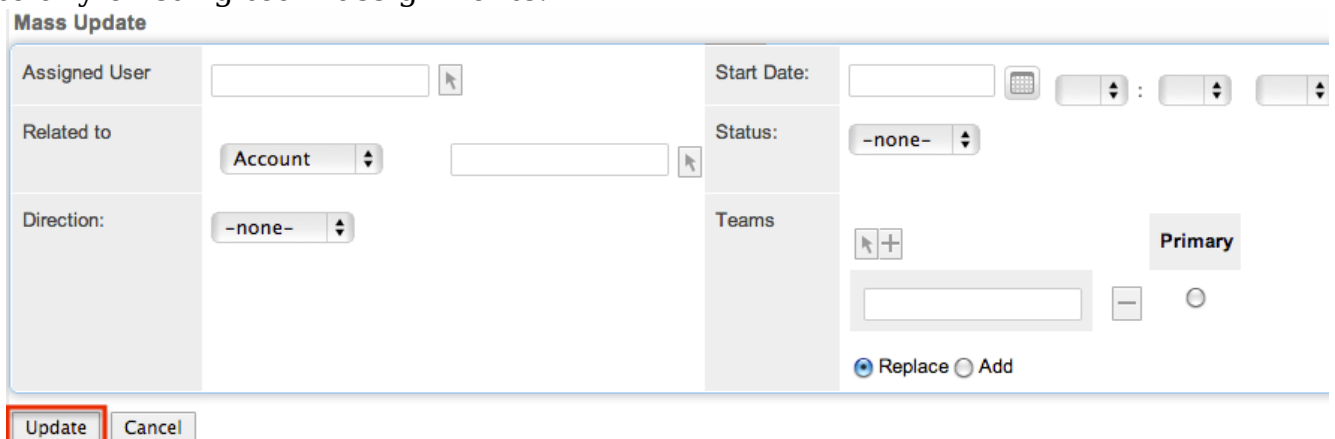 Mass Update
Assigned User
Start Date:
:
Related to
Account
Status:
-none-
Direction:
-none-
Teams
Primary
Replace Add
Update Cancel